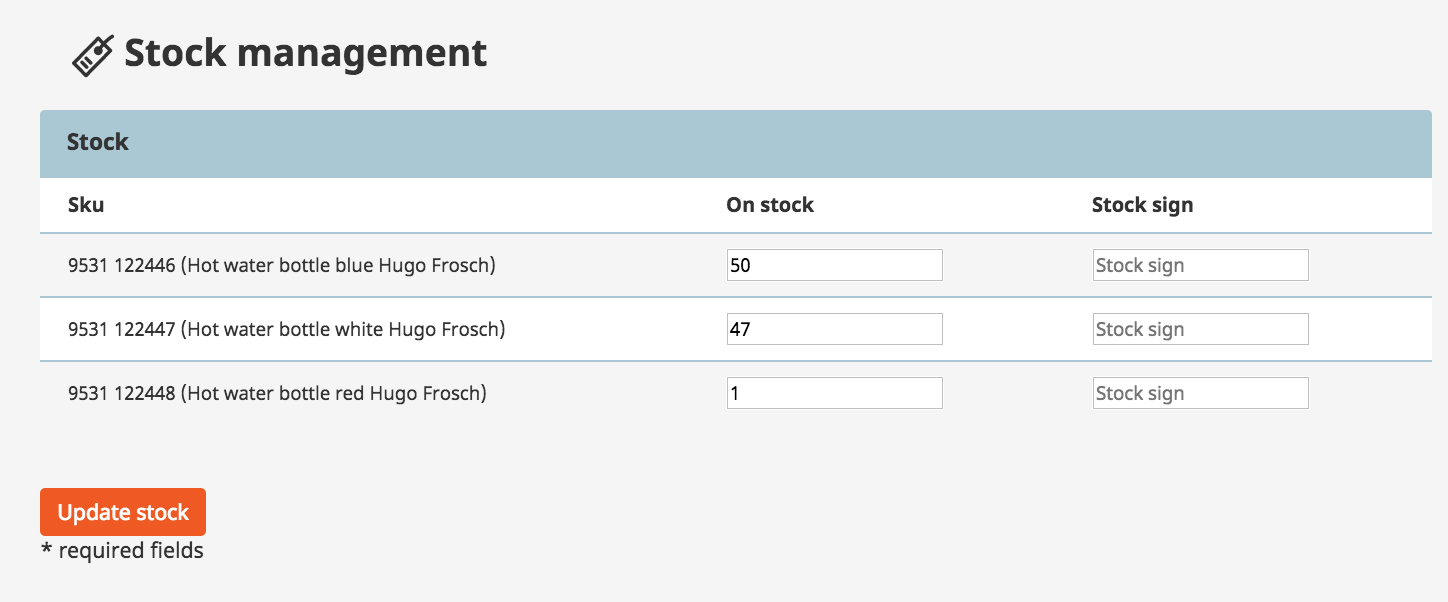 Stock management
Stock
Sku On stock Stock sign
9531 122446 (Hot water bottle blue Hugo Frosch) 50 Stock sign
9531 122447 (Hot water bottle white Hugo Frosch) 47 Stock sign
9531 122448 (Hot water bottle red Hugo Frosch) 1 Stock sign
Update stock
* required fields